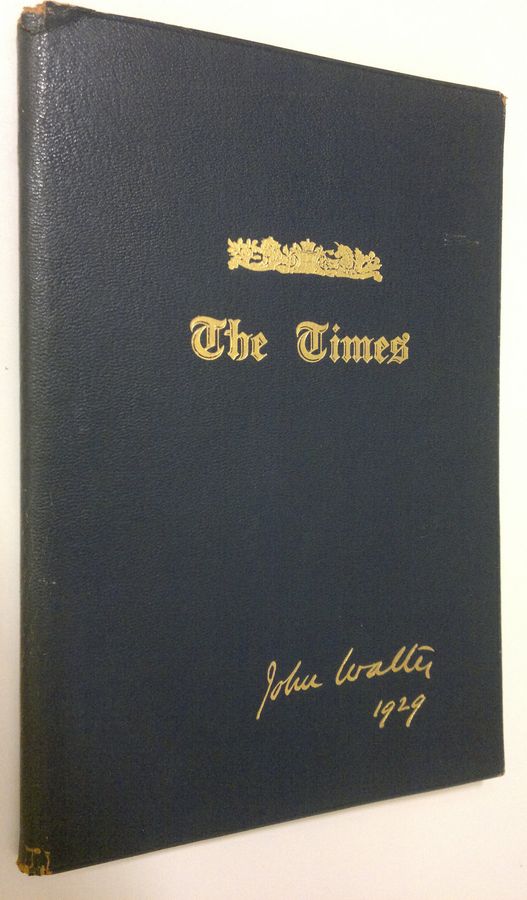 The Times
John Walter
1929